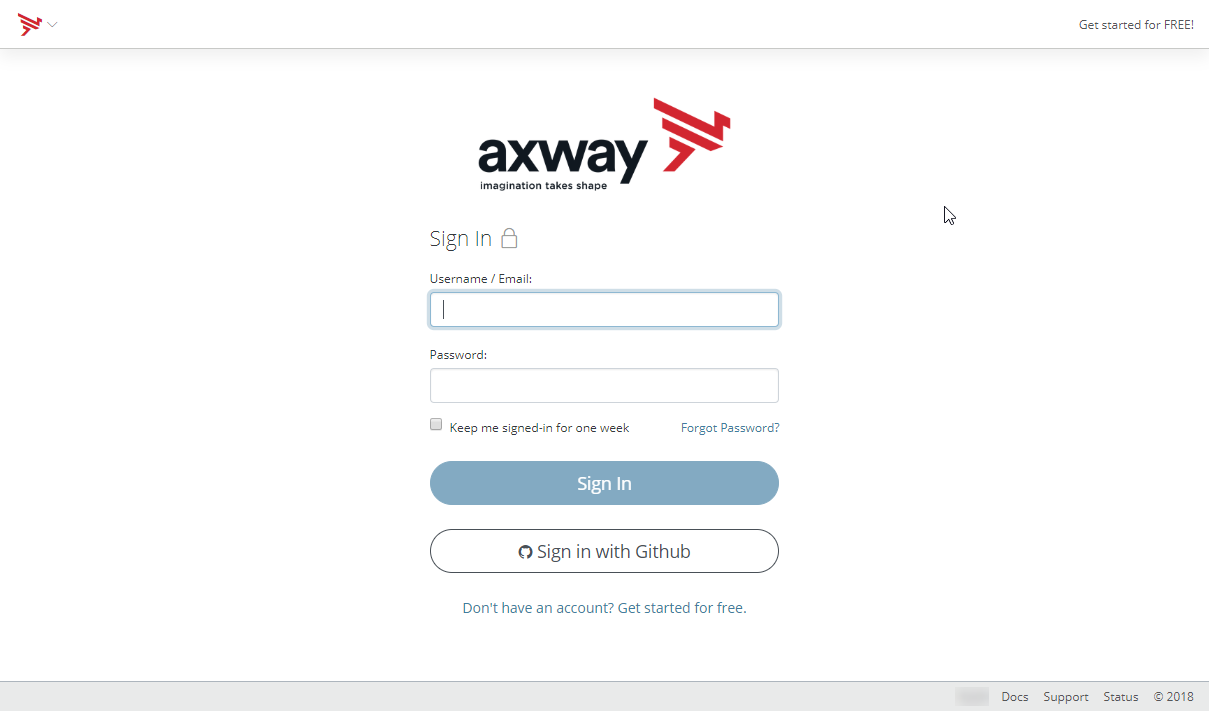 Get started for FREE!
axway
imagination takes shape
Sign In
Username / Email:
Password:
Keep me signed-in for one week
Forgot Password?
Sign In
Sign in with Github
Don't have an account? Get started for free.
Docs Support Status © 2018